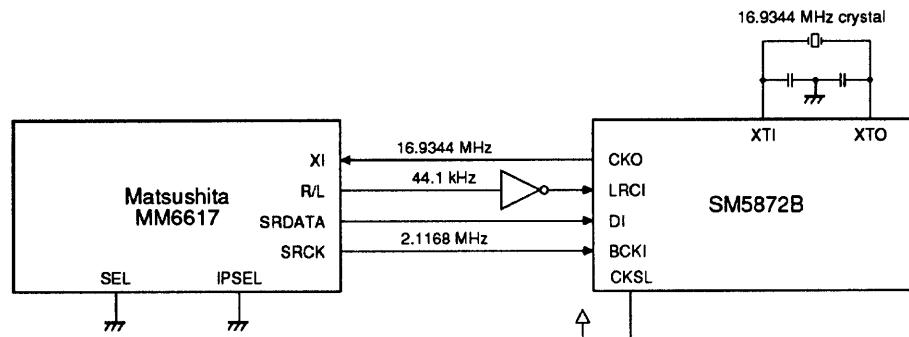 16.9344 MHz crystal
XTI XTO
XI 16.9344 MHz CKO
R/L 44.1 kHz LRCI
Matsushita
MM6617
SM5872B
SRDATA DI
SRCK 2.1168 MHz BCKI
SEL IPSEL CKSL